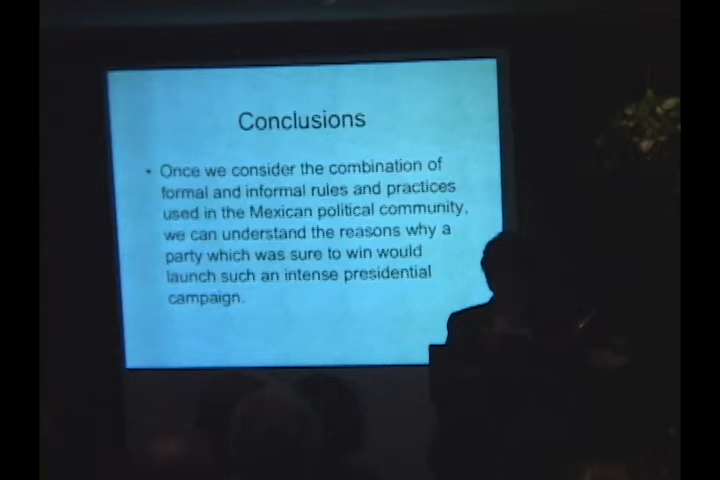 Conclusions
• Once we consider the combination of
formal and informal rules and practices
used in the Mexican political community,
we can understand the reasons why a
party which was sure to win would
launch such an intense presidential
campaign.